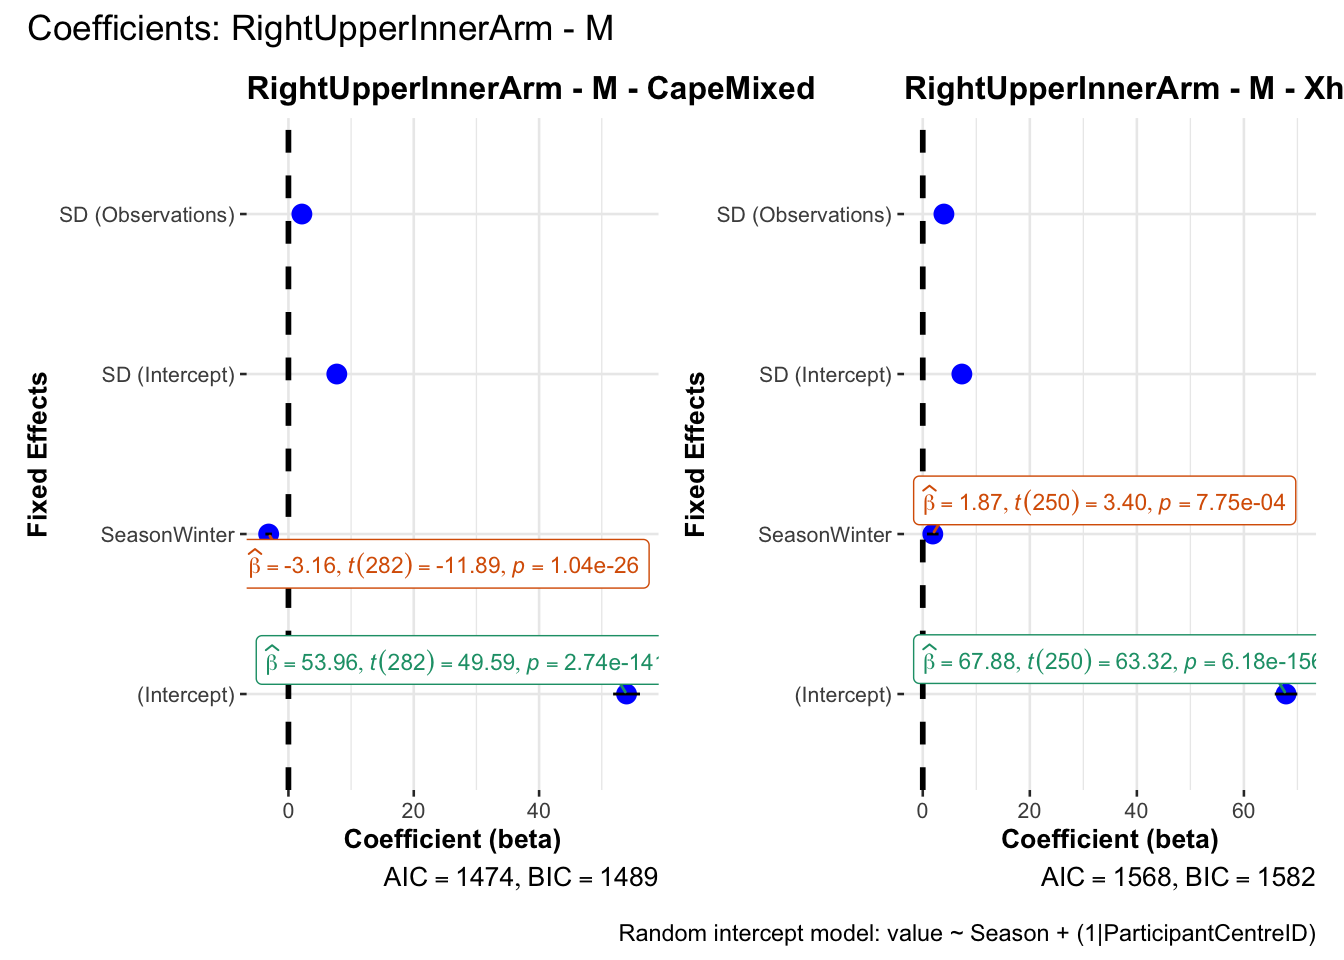 Coefficients: RightUpperInnerArm - M
RightUpperInnerArm - M - CapeMixed
Fixed Effects
SD (Observations)
SD (Intercept)
SeasonWinter
(Intercept)
β̂ = -3.16, t(282) = -11.89, p = 1.04e-26
β̂ = 53.96, t(282) = 49.59, p = 2.74e-141
0 20 40
Coefficient (beta)
AIC = 1474, BIC = 1489
RightUpperInnerArm - M - Xh
Fixed Effects
SD (Observations)
SD (Intercept)
SeasonWinter
(Intercept)
β̂ = 1.87, t(250) = 3.40, p = 7.75e-04
β̂ = 67.88, t(250) = 63.32, p = 6.18e-156
0 20 40 60
Coefficient (beta)
AIC = 1568, BIC = 1582
Random intercept model: value ~ Season + (1|ParticipantCentreID)